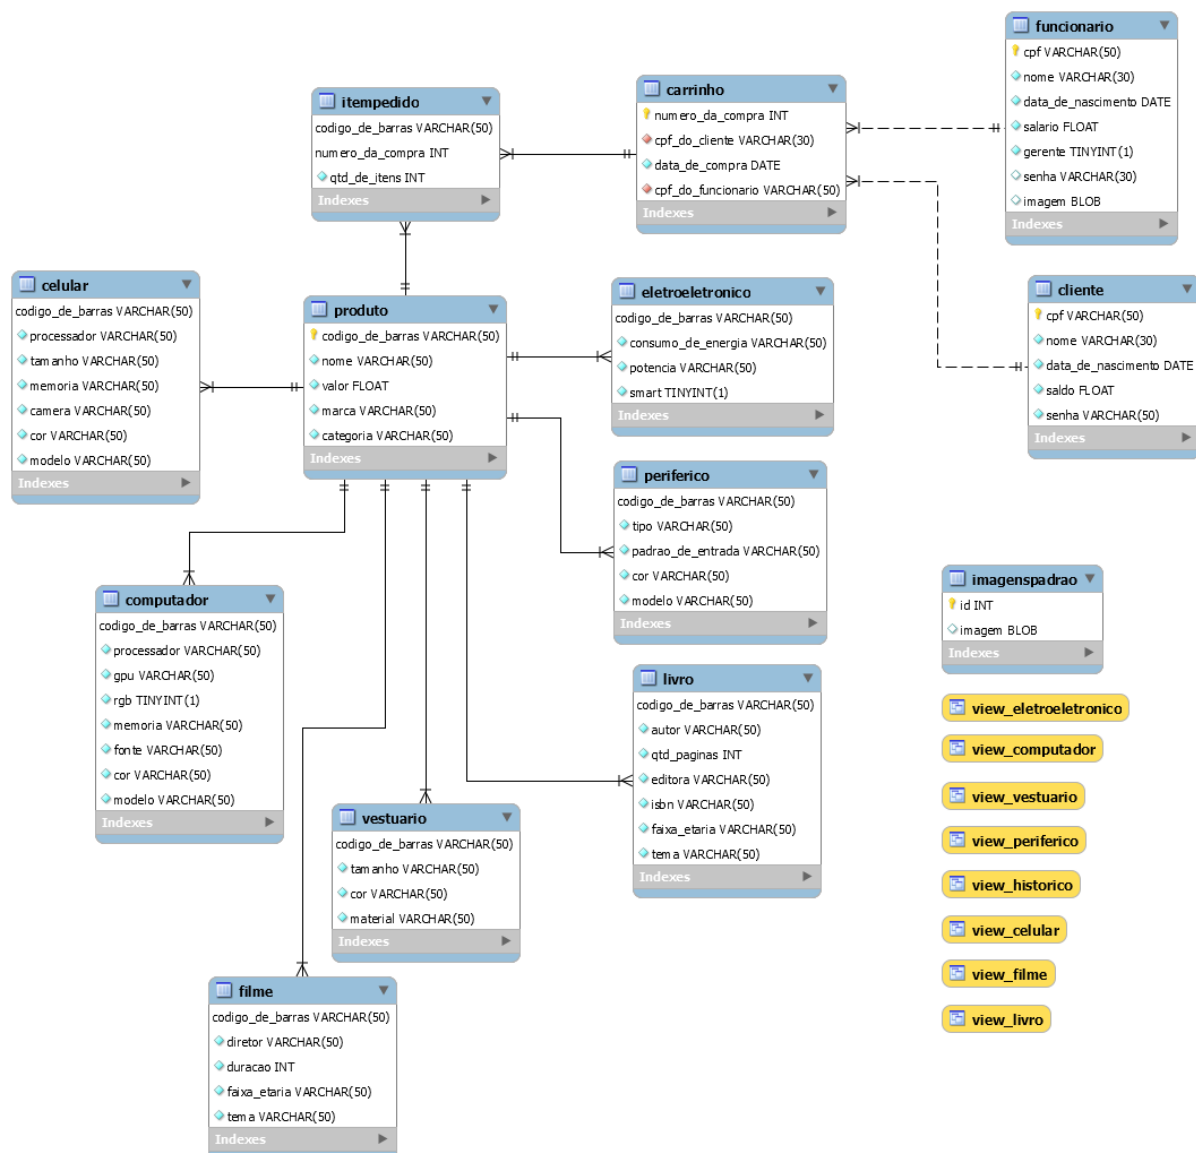 funcionario
cpf VARCHAR(50)
nome VARCHAR(30)
data_de_nascimento DATE
salario FLOAT
gerente TINYINT(1)
senha VARCHAR(30)
imagem BLOB
Indexes
itempedido
codigo_de_barras VARCHAR(50)
numero_da_compra INT
qtd_de_itens INT
Indexes
carrinho
numero_da_compra INT
cpf_do_cliente VARCHAR(30)
data_de_compra DATE
cpf_do_funcionario VARCHAR(50)
Indexes
celular
codigo_de_barras VARCHAR(50)
processador VARCHAR(50)
tamanho VARCHAR(50)
memoria VARCHAR(50)
camera VARCHAR(50)
cor VARCHAR(50)
modelo VARCHAR(50)
Indexes
produto
codigo_de_barras VARCHAR(50)
nome VARCHAR(50)
valor FLOAT
marca VARCHAR(50)
categoria VARCHAR(50)
Indexes
eletroeletronico
codigo_de_barras VARCHAR(50)
consumo_de_energia VARCHAR(50)
potencia VARCHAR(50)
smart TINYINT(1)
Indexes
cliente
cpf VARCHAR(50)
nome VARCHAR(30)
data_de_nascimento DATE
saldo FLOAT
senha VARCHAR(50)
Indexes
periferico
codigo_de_barras VARCHAR(50)
tipo VARCHAR(50)
padrao_de_entrada VARCHAR(50)
cor VARCHAR(50)
modelo VARCHAR(50)
Indexes
computador
codigo_de_barras VARCHAR(50)
processador VARCHAR(50)
gpu VARCHAR(50)
rgb TINYINT(1)
memoria VARCHAR(50)
fonte VARCHAR(50)
cor VARCHAR(50)
modelo VARCHAR(50)
Indexes
imagenspadrao
id INT
imagem BLOB
Indexes
livro
codigo_de_barras VARCHAR(50)
autor VARCHAR(50)
qtd_paginas INT
editora VARCHAR(50)
isbn VARCHAR(50)
faixa_etaria VARCHAR(50)
tema VARCHAR(50)
Indexes
vestuario
codigo_de_barras VARCHAR(50)
tamanho VARCHAR(50)
cor VARCHAR(50)
material VARCHAR(50)
Indexes
filme
codigo_de_barras VARCHAR(50)
diretor VARCHAR(50)
duracao INT
faixa_etaria VARCHAR(50)
tema VARCHAR(50)
Indexes
view_eletroeletronico
view_computador
view_vestuario
view_periferico
view_historico
view_celular
view_filme
view_livro